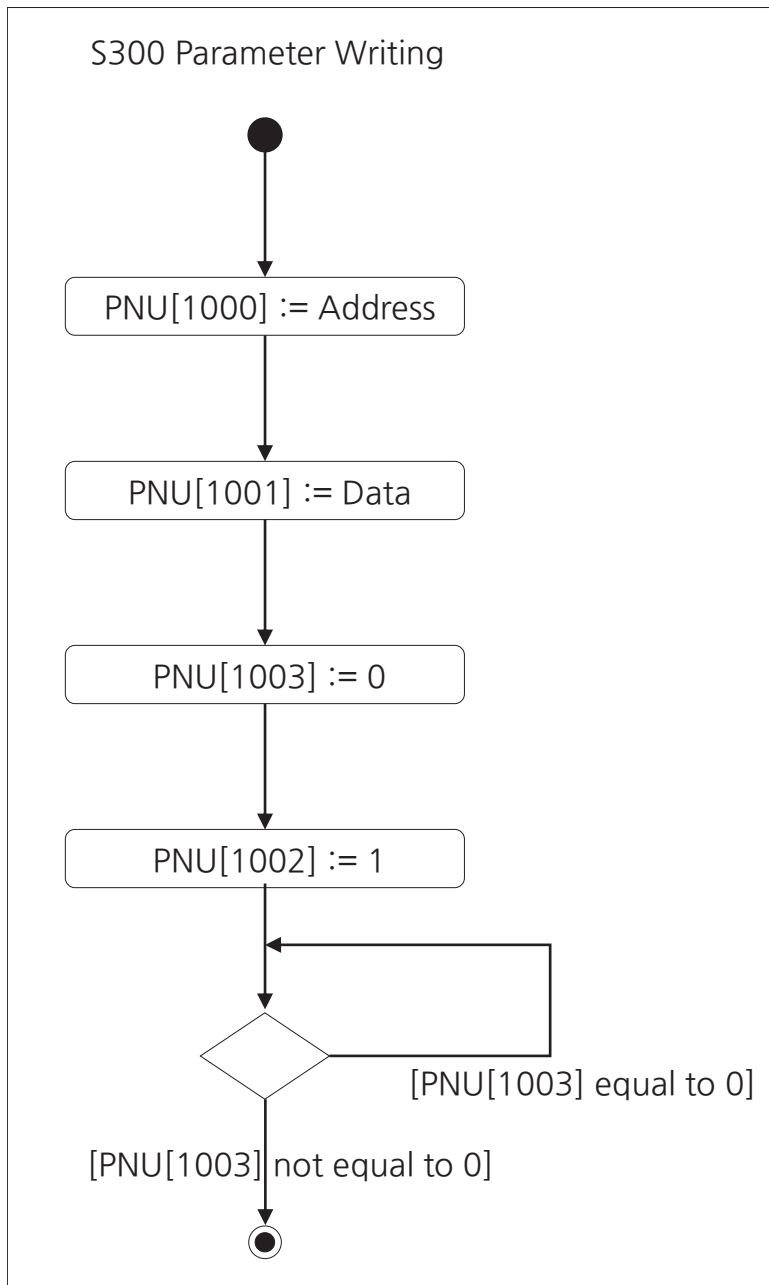 S300 Parameter Writing
PNU[1000] := Address
PNU[1001] := Data
PNU[1003] := 0
PNU[1002] := 1
[PNU[1003] equal to 0]
[PNU[1003] not equal to 0]